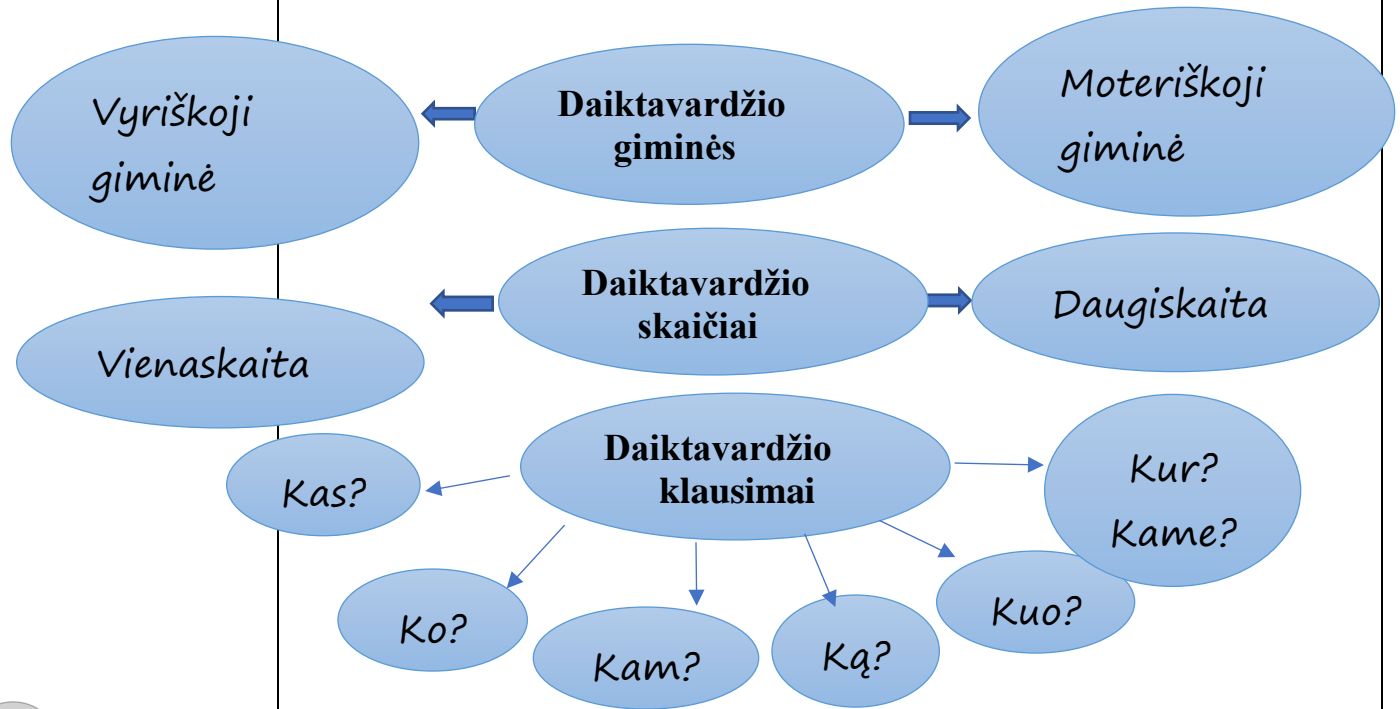 Vyriškoji
giminė
Daiktavardžio
giminės
Moteriškoji
giminė
Vienaskaita
Daiktavardžio
skaičiai
Daugiskaita
Daiktavardžio
klausimai
Kas?
Ko?
Kam?
Ką?
Kuo?
Kur?
Kame?